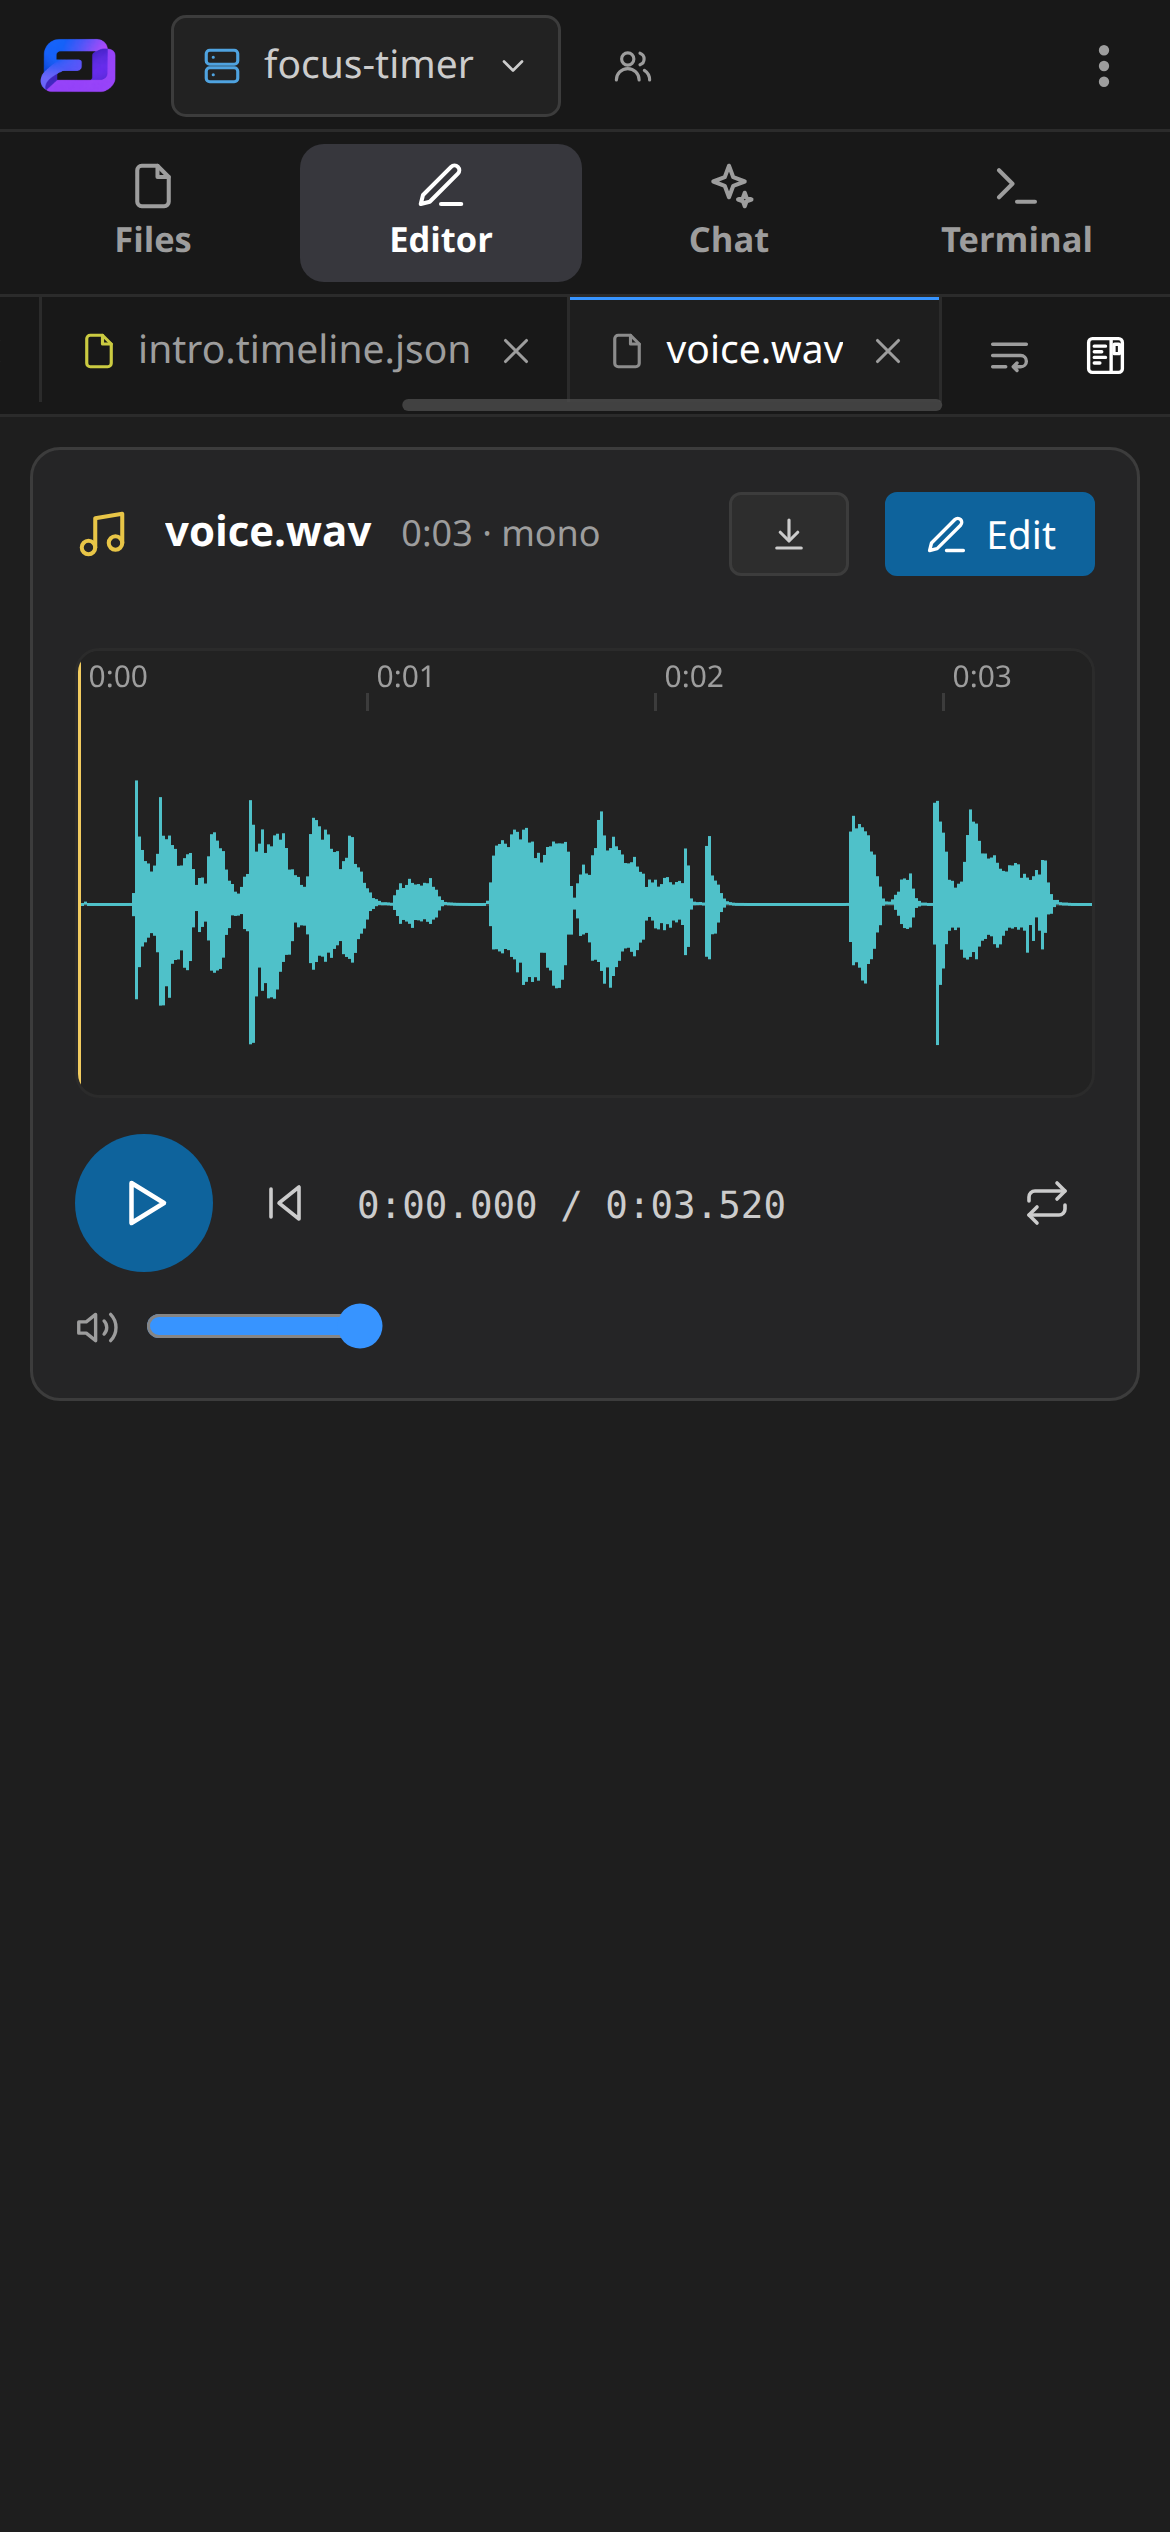 focus-timer
Files
Editor
Chat
Terminal
intro.timeline.json
voice.wav
voice.wav 0:03 · mono
Edit
0:00 0:01 0:02 0:03
0:00.000 / 0:03.520